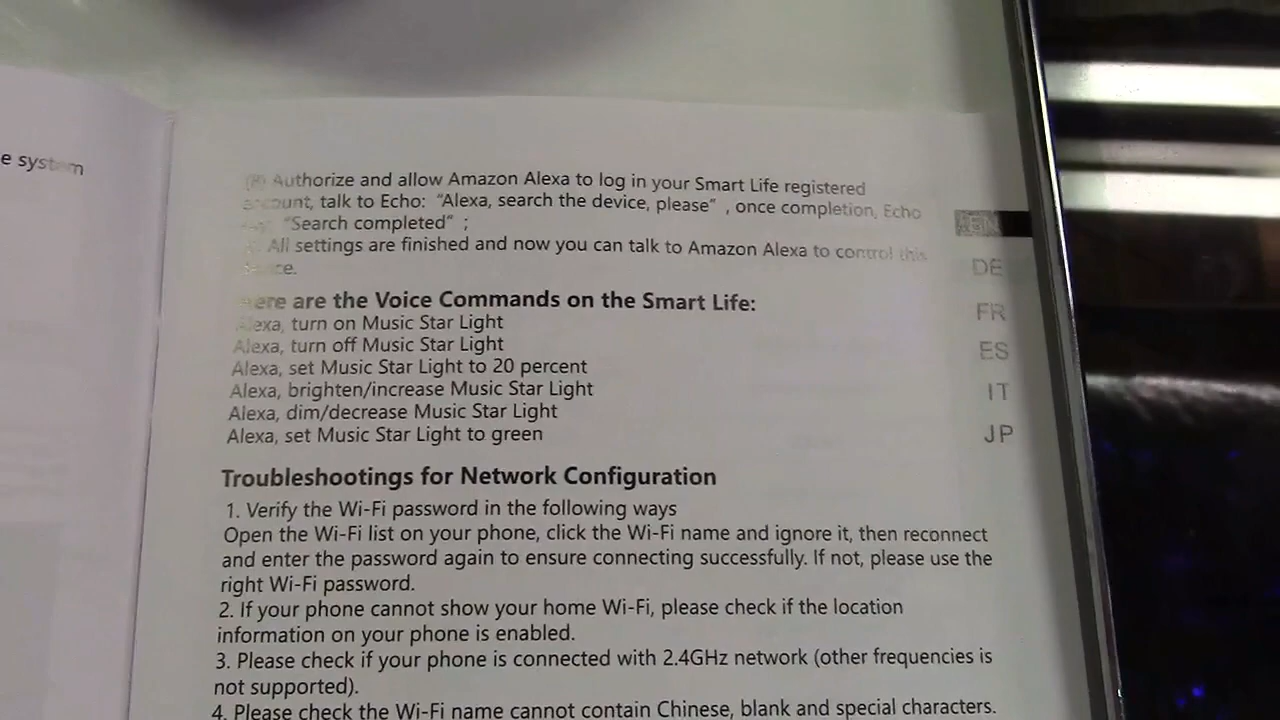 e system
(8) Authorize and allow Amazon Alexa to log in your Smart Life registered
account, talk to Echo: “Alexa, search the device, please” , once completion, Echo
“Search completed” ;
All settings are finished and now you can talk to Amazon Alexa to control this
Here are the Voice Commands on the Smart Life:
Alexa, turn on Music Star Light
Alexa, turn off Music Star Light
Alexa, set Music Star Light to 20 percent
Alexa, brighten/increase Music Star Light
Alexa, dim/decrease Music Star Light
Alexa, set Music Star Light to green
Troubleshootings for Network Configuration
1. Verify the Wi-Fi password in the following ways
Open the Wi-Fi list on your phone, click the Wi-Fi name and ignore it, then reconnect
and enter the password again to ensure connecting successfully. If not, please use the
right Wi-Fi password.
2. If your phone cannot show your home Wi-Fi, please check if the location
information on your phone is enabled.
3. Please check if your phone is connected with 2.4GHz network (other frequencies is
not supported).
4. Please check the Wi-Fi name cannot contain Chinese, blank and special characters.
EN
DE
FR
ES
IT
JP